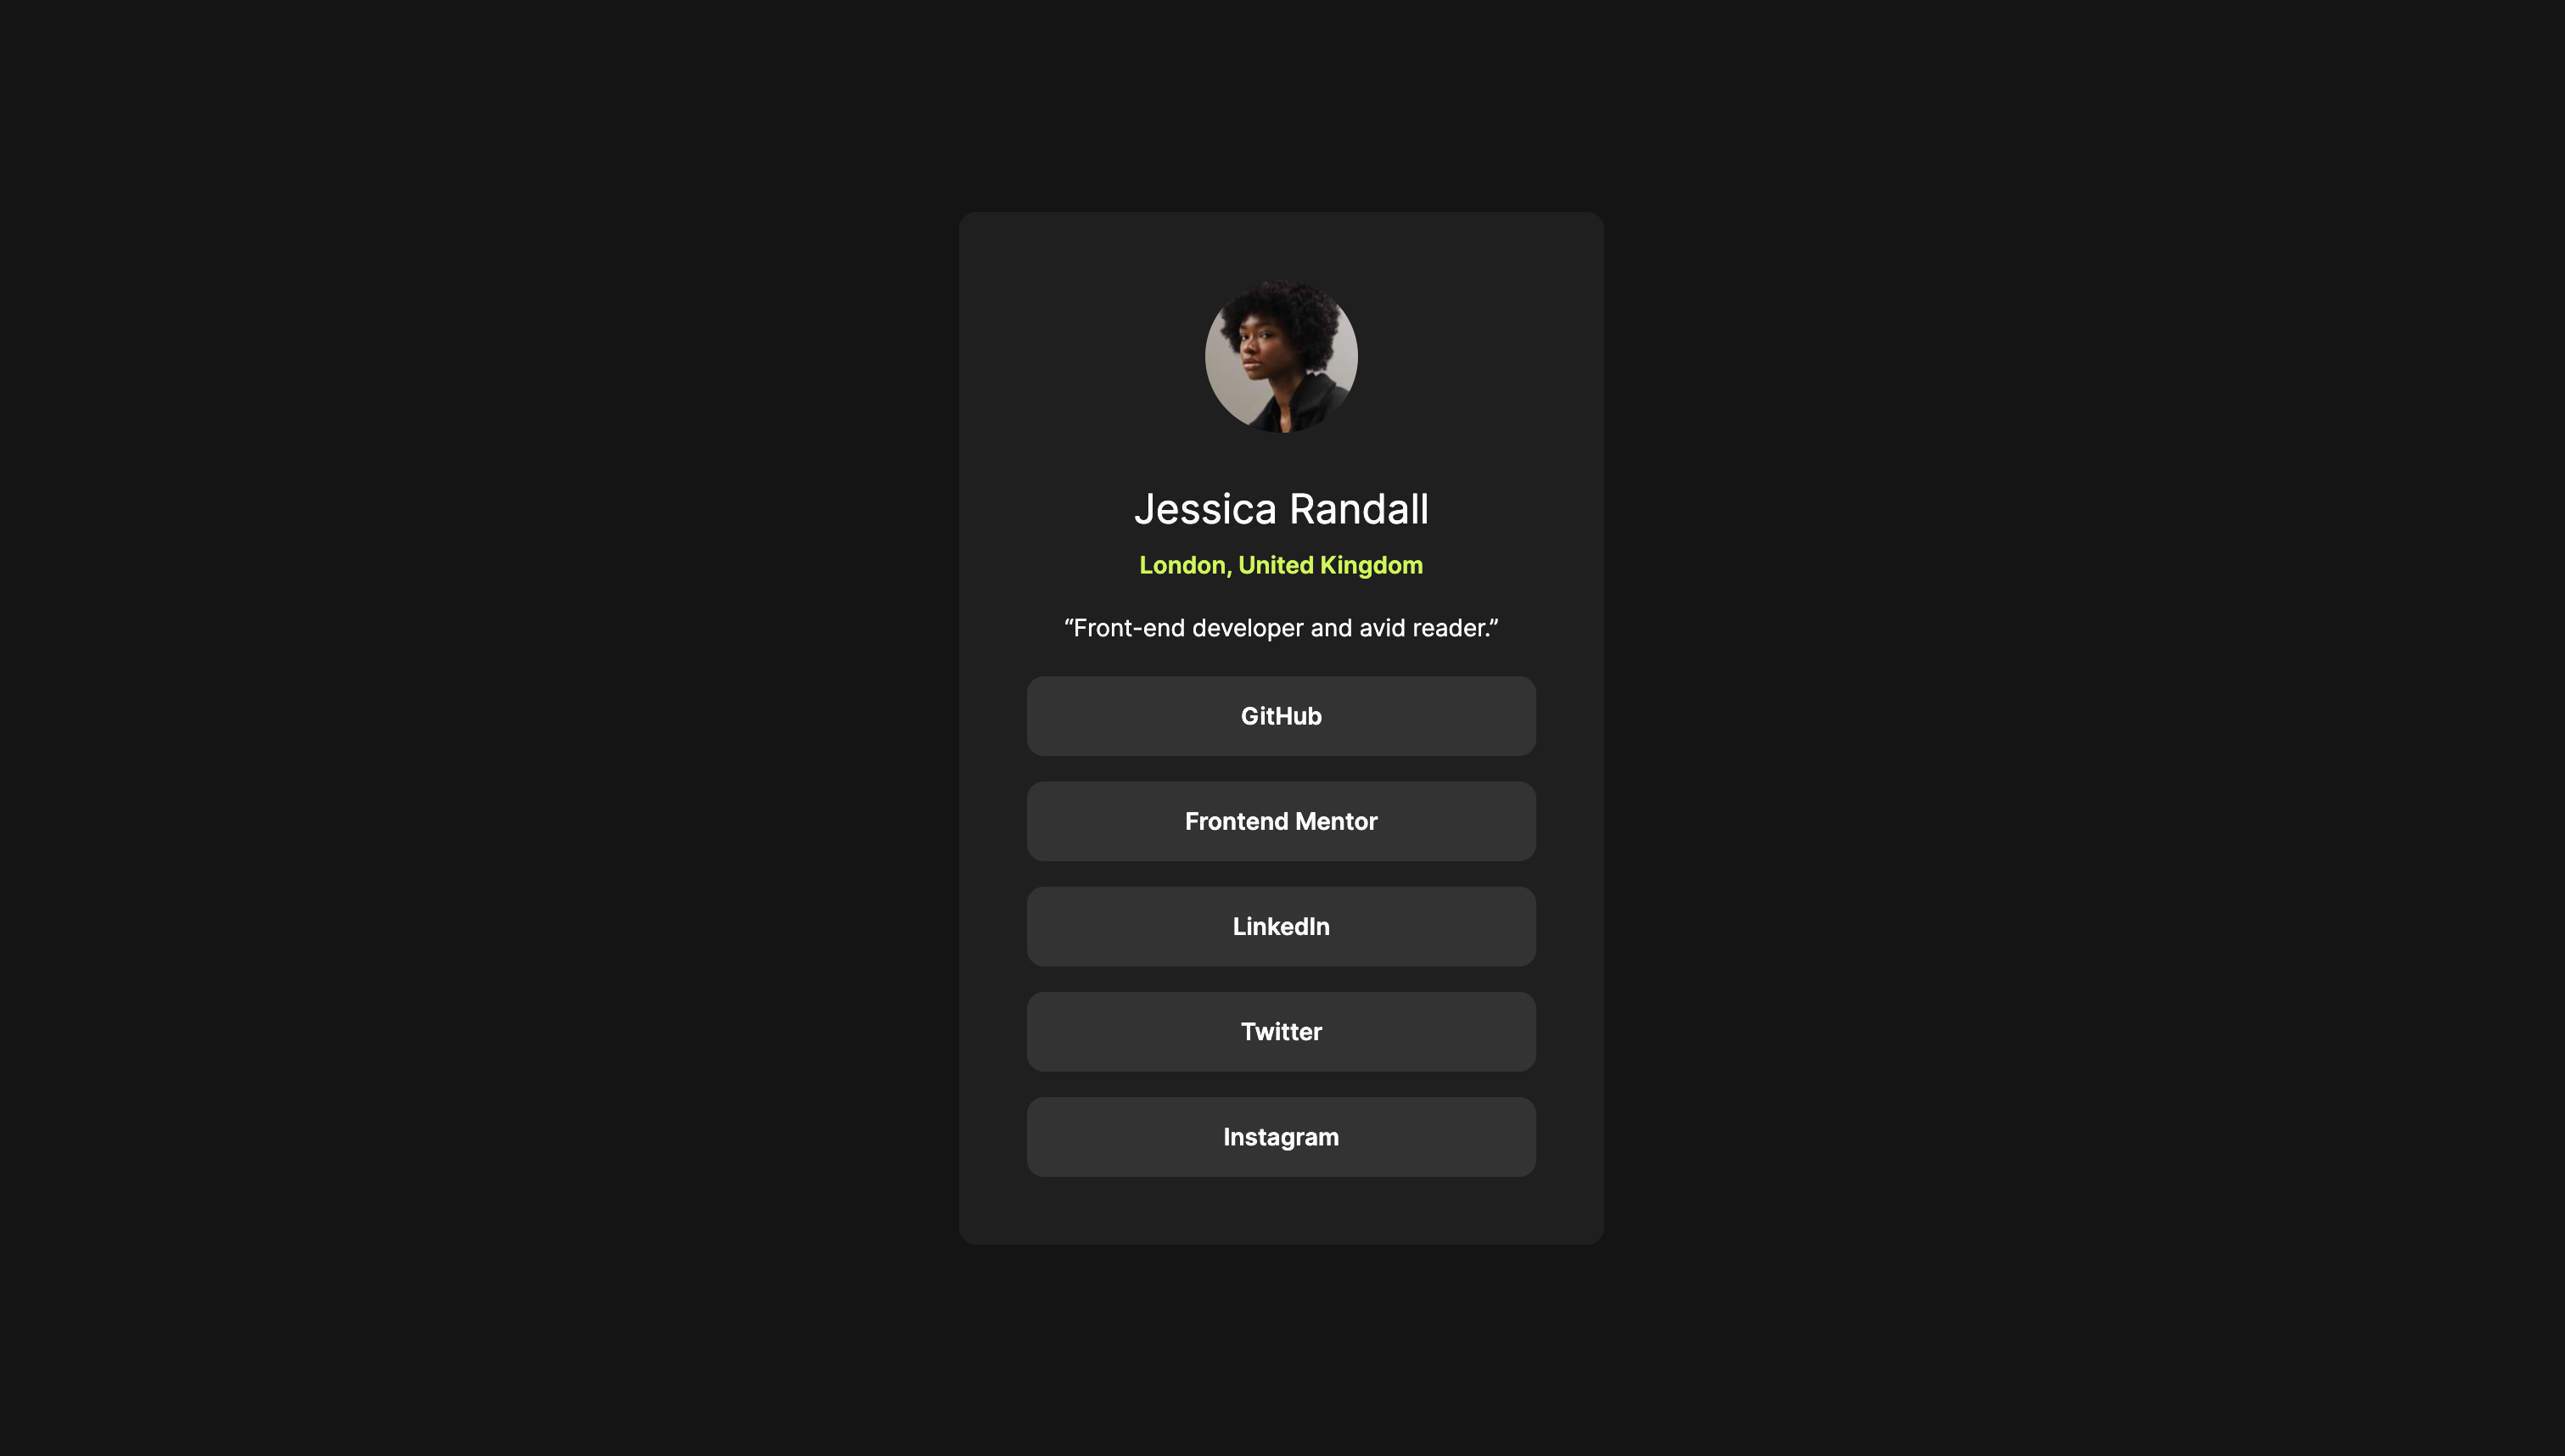 Jessica Randall
London, United Kingdom
“Front-end developer and avid reader.”
GitHub
Frontend Mentor
LinkedIn
Twitter
Instagram